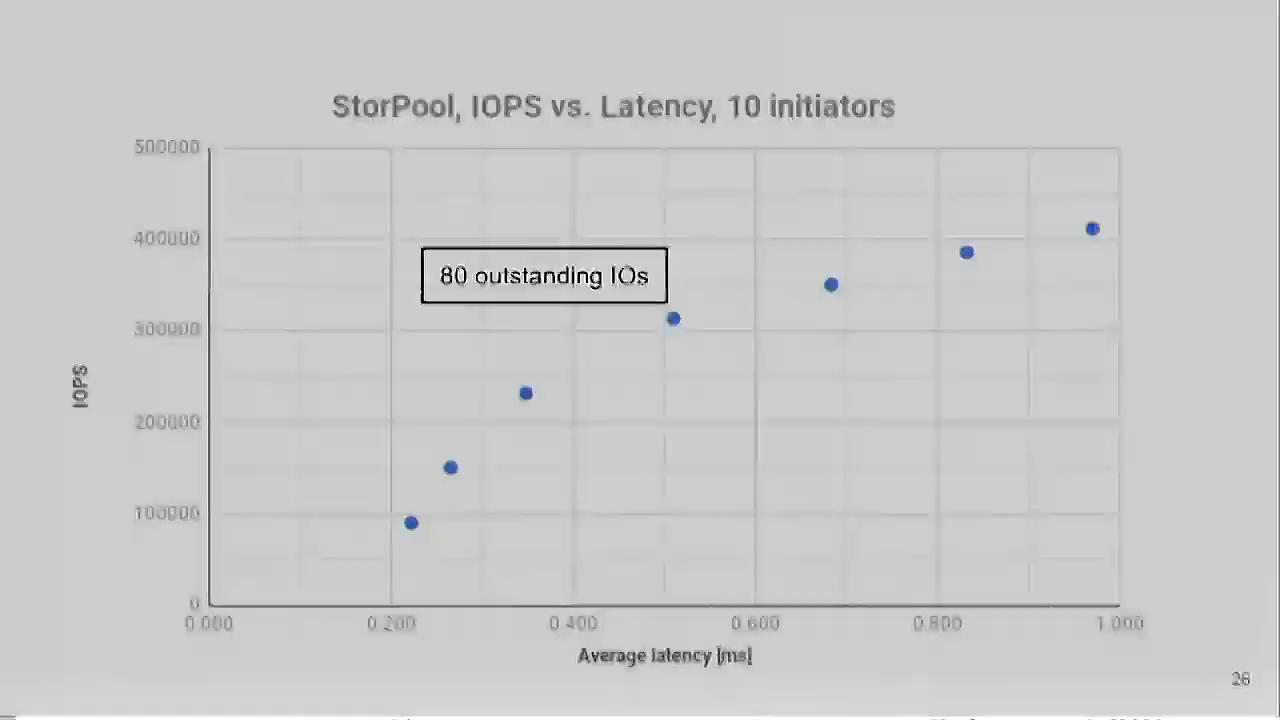 StorPool, IOPS vs. Latency, 10 initiators
500000
400000
80 outstanding IOs
300000
IOPS
200000
100000
0
0.000 0.200 0.400 0.600 0.800 1.000
Average latency [ms]
28